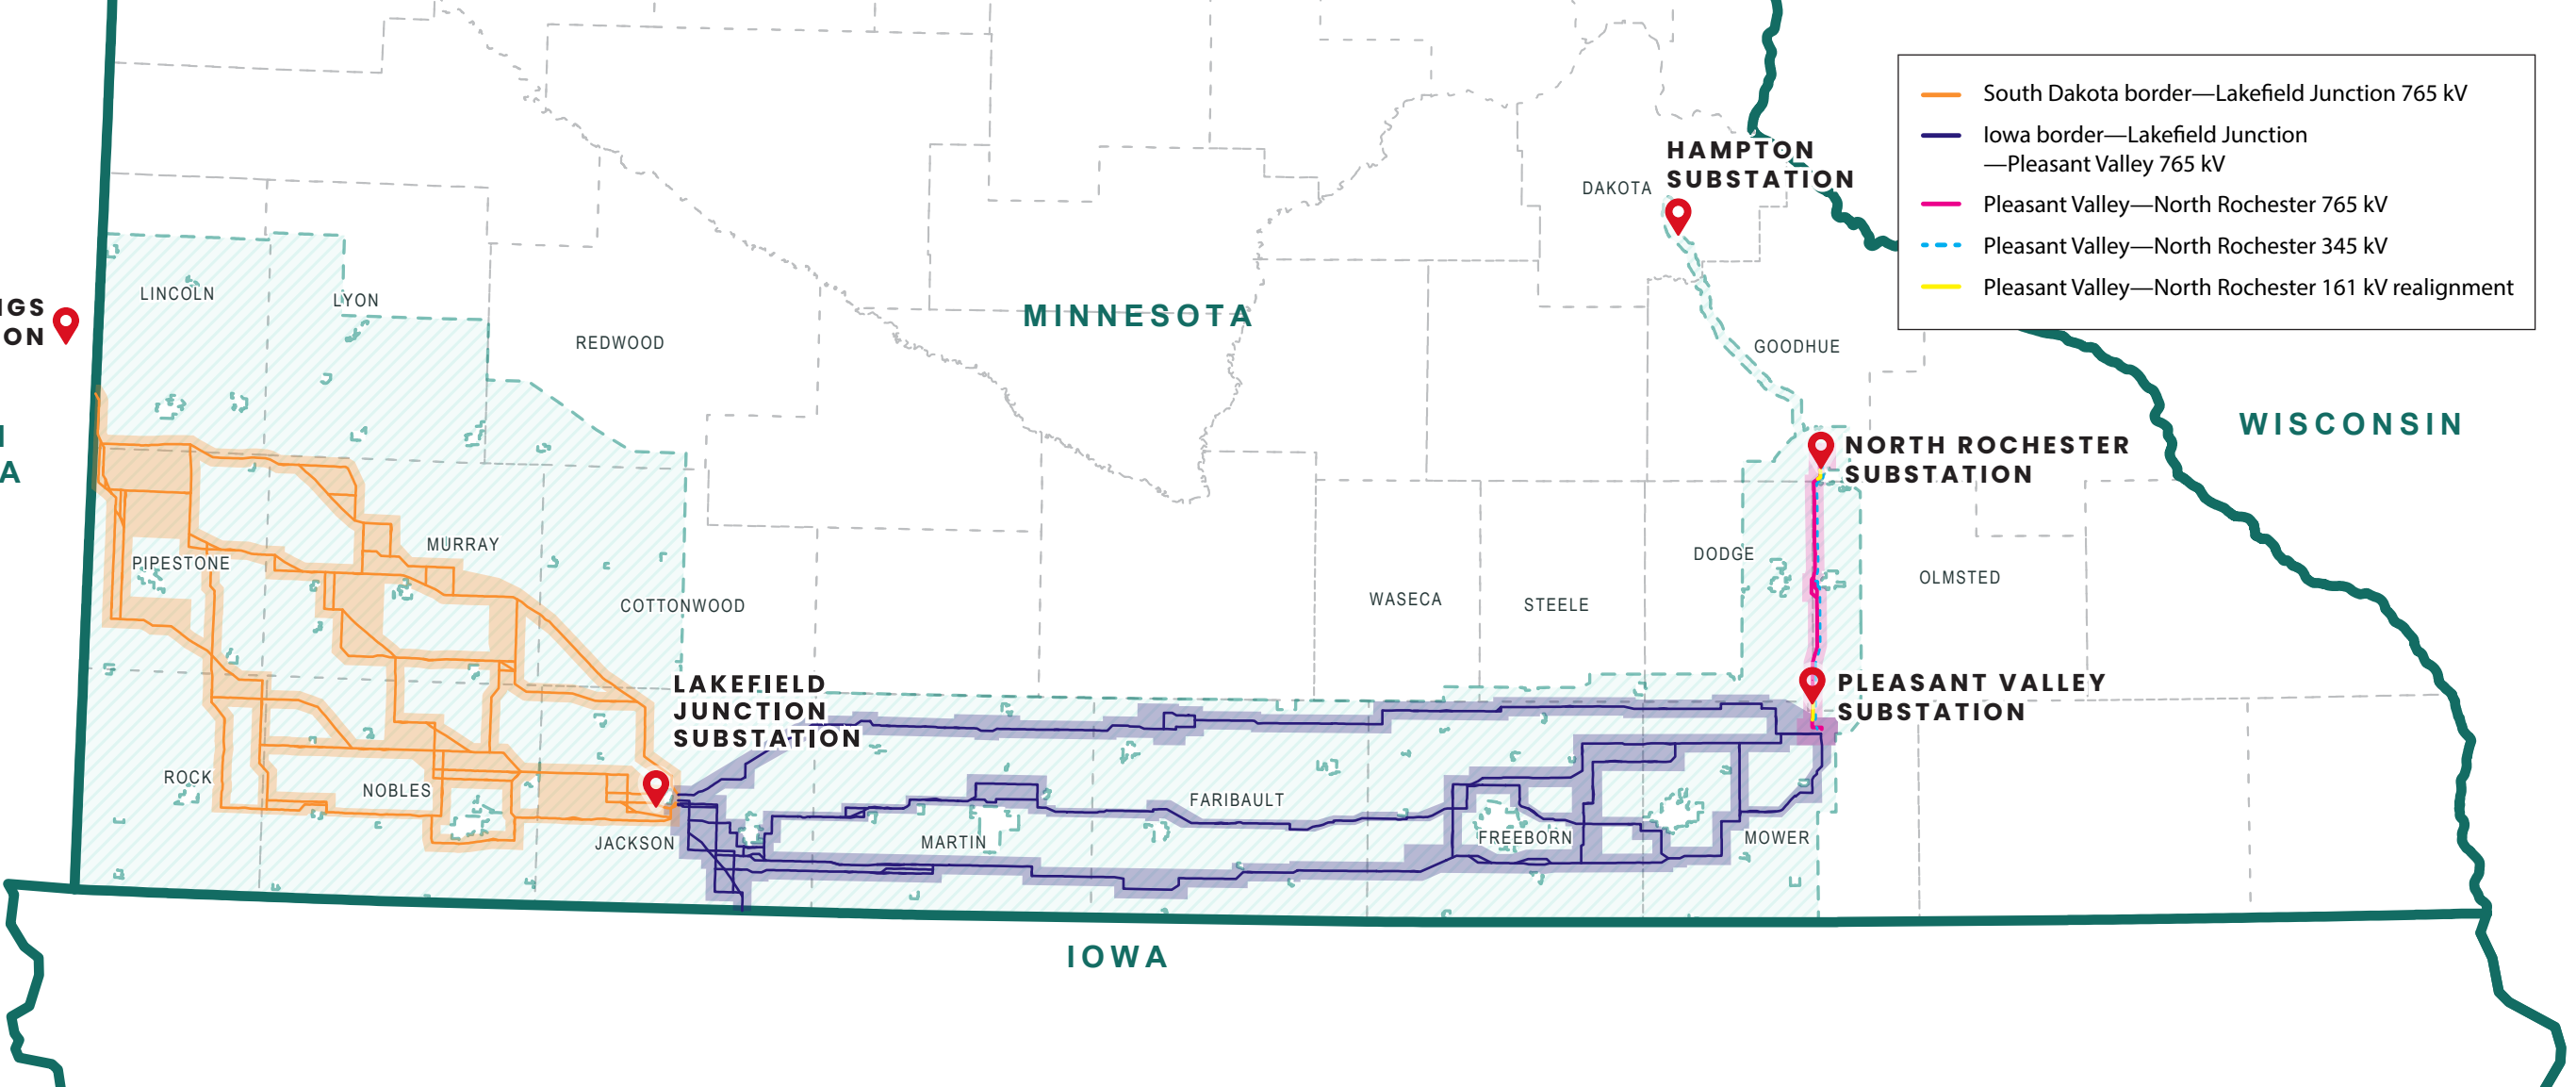 South Dakota border—Lakefield Junction 765 kV
Iowa border—Lakefield Junction
—Pleasant Valley 765 kV
Pleasant Valley—North Rochester 765 kV
Pleasant Valley—North Rochester 345 kV
Pleasant Valley—North Rochester 161 kV realignment
HAMPTON
SUBSTATION
DAKOTA
LINCOLN
LYON
GS
ON
MINNESOTA
REDWOOD
GOODHUE
WISCONSIN
A
NORTH ROCHESTER
SUBSTATION
MURRAY
PIPESTONE
DODGE
OLMSTED
COTTONWOOD
WASECA
STEELE
LAKEFIELD
JUNCTION
SUBSTATION
PLEASANT VALLEY
SUBSTATION
ROCK
NOBLES
FARIBAULT
JACKSON
MARTIN
FREEBORN
MOWER
IOWA